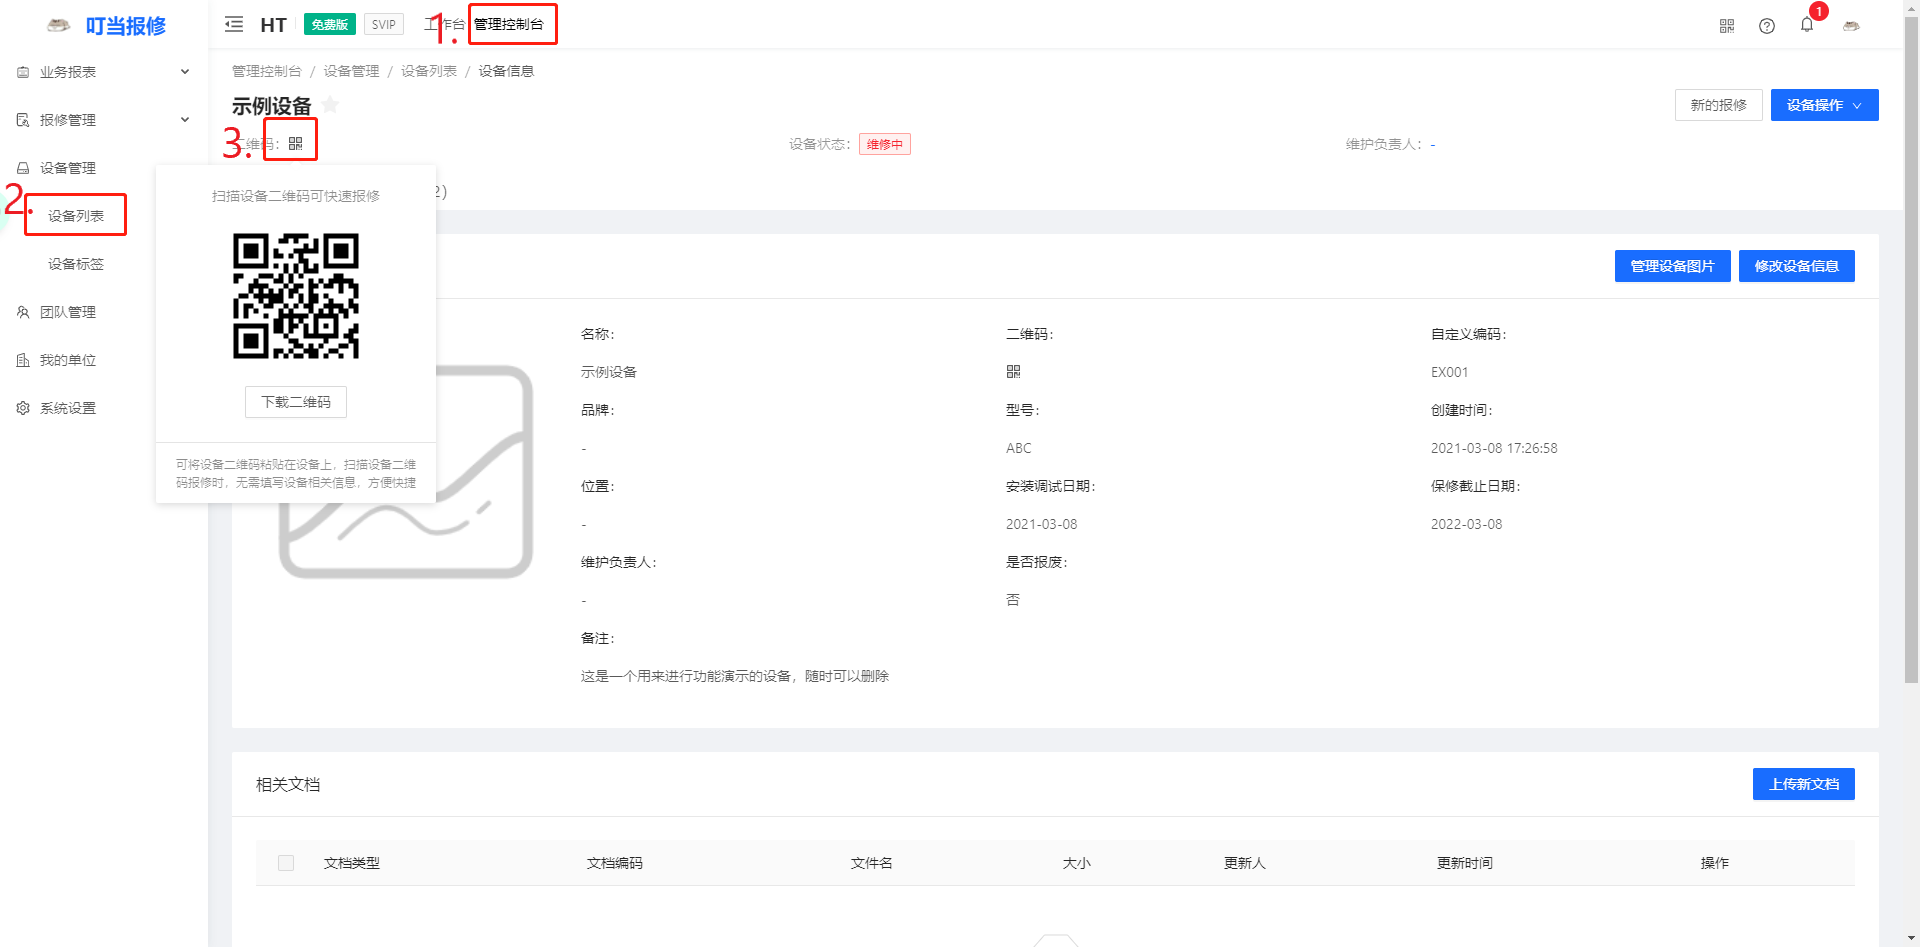 叮当报修
HT
免费版
SVIP
工作台
1.
管理控制台
1
业务报表
报修管理
设备管理
2.
设备列表
设备标签
团队管理
我的单位
系统设置
管理控制台 / 设备管理 / 设备列表 / 设备信息
示例设备
新的报修
设备操作
3.
二维码：
设备状态：
维修中
维护负责人： -
2)
扫描设备二维码可快速报修
下载二维码
可将设备二维码粘贴在设备上，扫描设备二维
码报修时，无需填写设备相关信息，方便快捷
管理设备图片
修改设备信息
名称：
二维码：
自定义编码：
示例设备
EX001
品牌：
型号：
创建时间：
-
ABC
2021-03-08 17:26:58
位置：
安装调试日期：
保修截止日期：
-
2021-03-08
2022-03-08
维护负责人：
是否报废：
-
否
备注：
这是一个用来进行功能演示的设备，随时可以删除
相关文档
上传新文档
文档类型
文档编码
文件名
大小
更新人
更新时间
操作